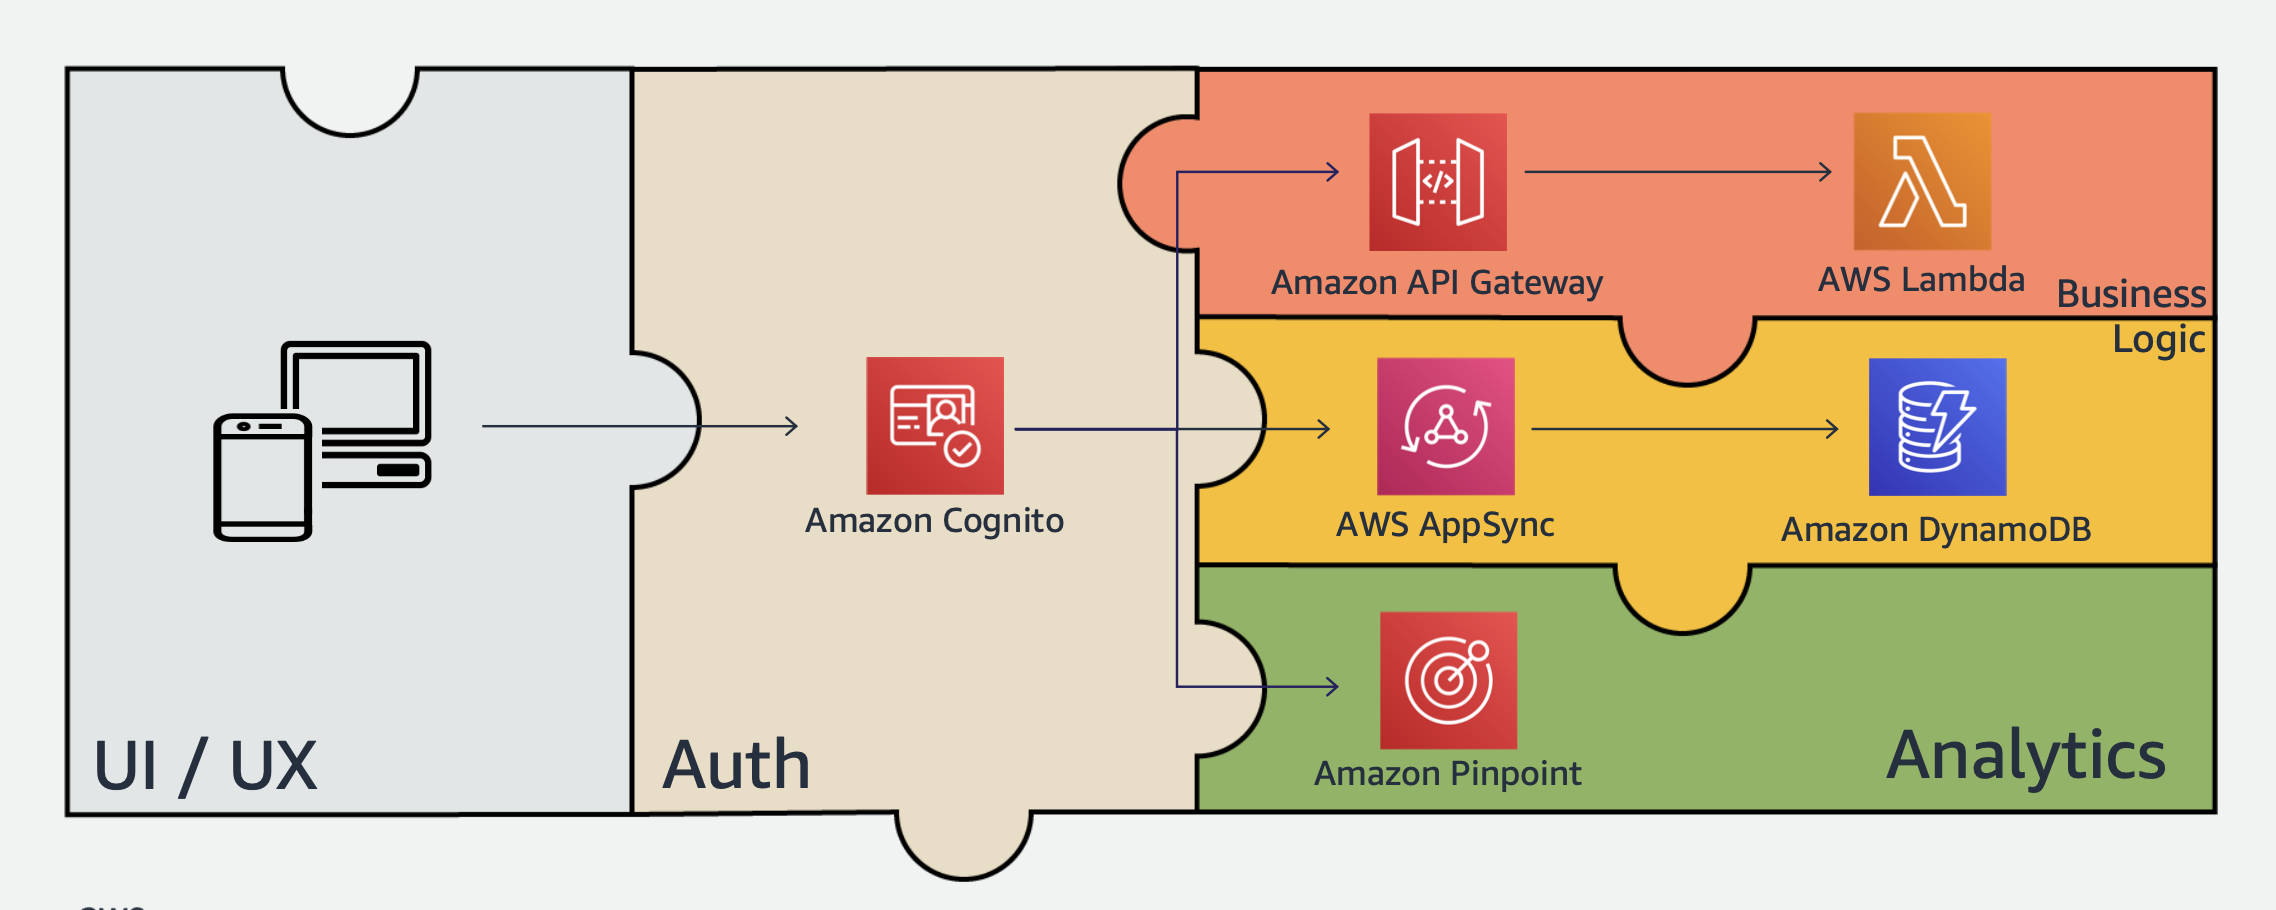 Amazon API Gateway
AWS Lambda
Business
Logic
Amazon Cognito
AWS AppSync
Amazon DynamoDB
UI / UX
Auth
Amazon Pinpoint
Analytics